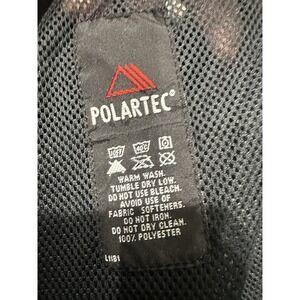 POLARTEC®
WARM WASH.
TUMBLE DRY LOW.
DO NOT USE BLEACH.
AVOID USE OF
FABRIC SOFTENERS.
DO NOT IRON.
DO NOT DRY CLEAN.
100% POLYESTER
L1181